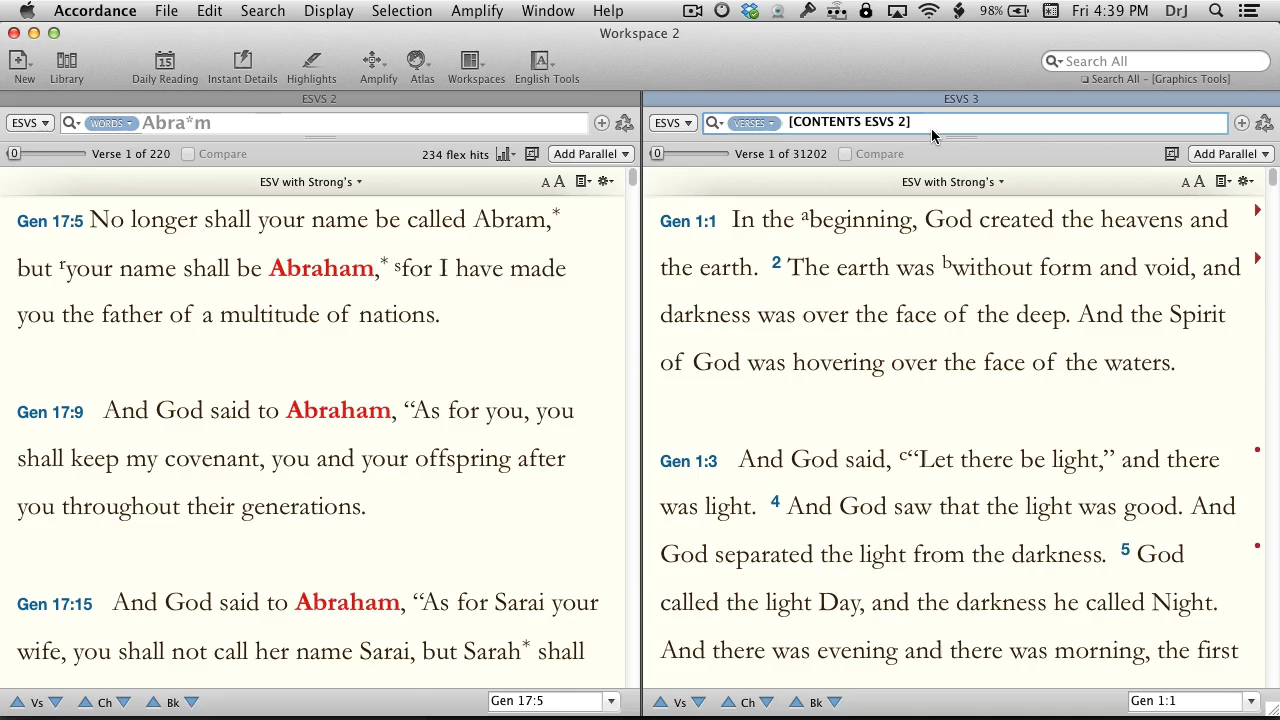 Accordance File Edit Search Display Selection Amplify Window Help 98% Fri 4:39 PM DrJ
Workspace 2
New Library Daily Reading Instant Details Highlights Amplify Atlas Workspaces English Tools
Search All
Search All - [Graphics Tools]
ESVS 2
ESVS WORDS Abra*m
Verse 1 of 220 Compare 234 flex hits Add Parallel
ESV with Strong's A A
Gen 17:5 No longer shall your name be called Abram,*
but ryour name shall be Abraham,* sfor I have made
you the father of a multitude of nations.
Gen 17:9 And God said to Abraham, “As for you, you
shall keep my covenant, you and your offspring after
you throughout their generations.
Gen 17:15 And God said to Abraham, “As for Sarai your
wife, you shall not call her name Sarai, but Sarah* shall
Vs Ch Bk Gen 17:5
ESVS 3
ESVS VERSES [CONTENTS ESVS 2]
0 Verse 1 of 31202 Compare Add Parallel
ESV with Strong's A A
Gen 1:1 In the abeginning, God created the heavens and
the earth. 2 The earth was bwithout form and void, and
darkness was over the face of the deep. And the Spirit
of God was hovering over the face of the waters.
Gen 1:3 And God said, c“Let there be light,” and there
was light. 4 And God saw that the light was good. And
God separated the light from the darkness. 5 God
called the light Day, and the darkness he called Night.
And there was evening and there was morning, the first
Vs Ch Bk Gen 1:1